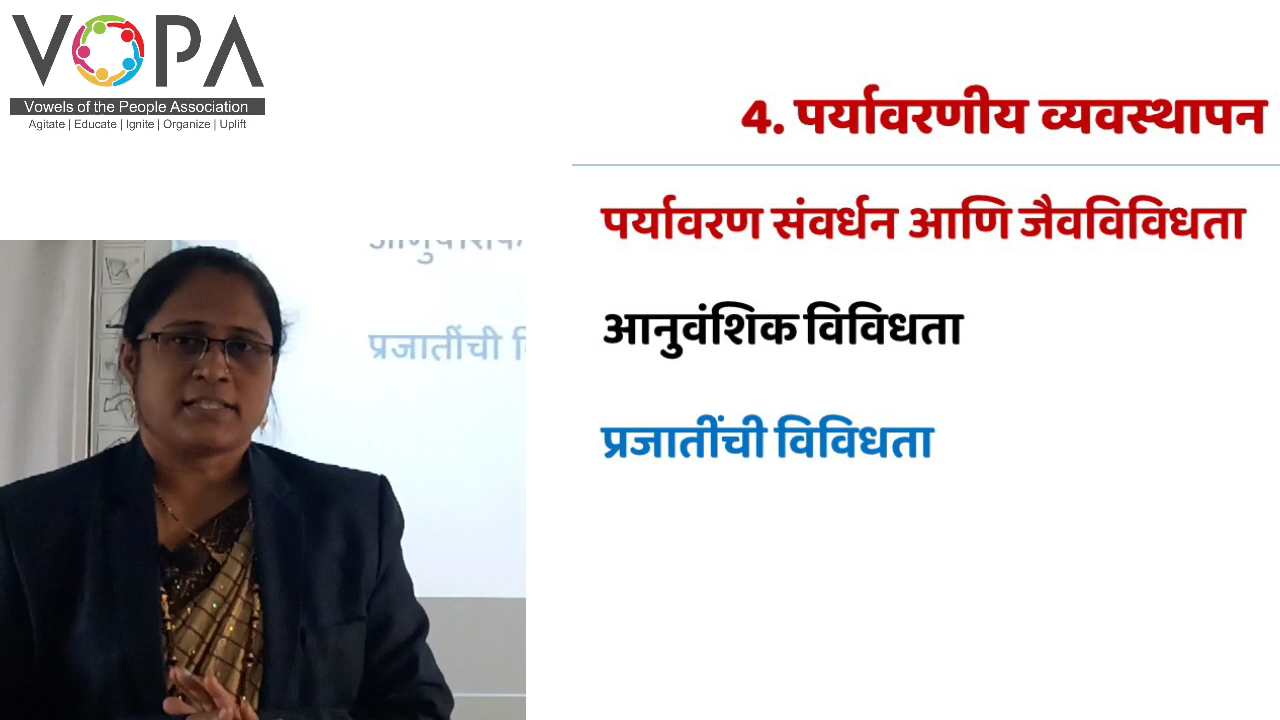 VOPA
Vowels of the People Association
Agitate | Educate | Ignite | Organize | Uplift
4. पर्यावरणीय व्यवस्थापन
पर्यावरण संवर्धन आणि जैवविविधता
आनुवंशिक विविधता
प्रजातींची विविधता
प्रजातींची वि